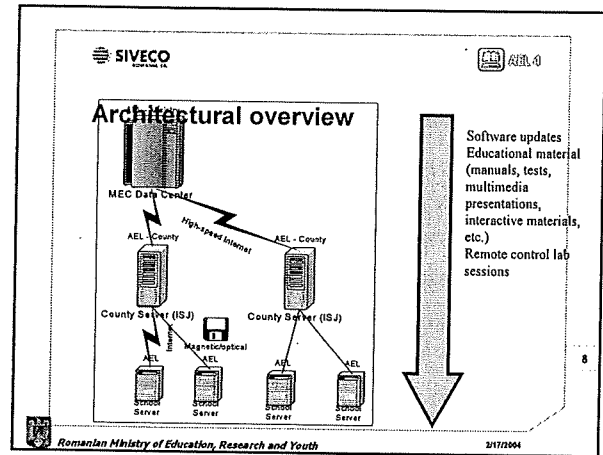 SIVECO
AEL 4
Architectural overview
MEC Data Center
High-speed Internet
AEL - County
AEL - County
County Server (ISJ)
County Server (ISJ)
Internet
Magnetic/optical
AEL
AEL
AEL
AEL
School
Server
School
Server
School
Server
School
Server
Software updates
Educational material
(manuals, tests,
multimedia
presentations,
interactive materials,
etc.)
Remote control lab
sessions
8
Romanian Ministry of Education, Research and Youth
2/17/2004